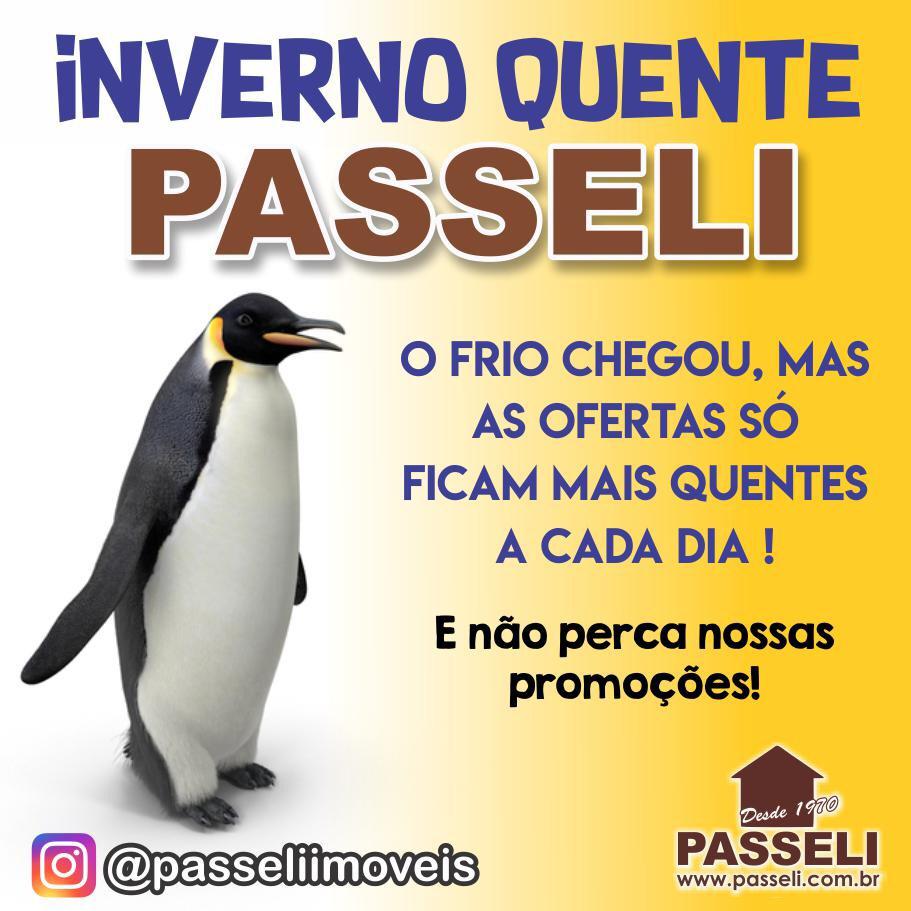 iNVERNO QUENTE
PASSELI
O FRIO CHEGOU, MAS
AS OFERTAS SÓ
FICAM MAIS QUENTES
A CADA DIA !
E não perca nossas
promoções!
Desde 1970
PASSELI
www.passeli.com.br
@passeliimoveis